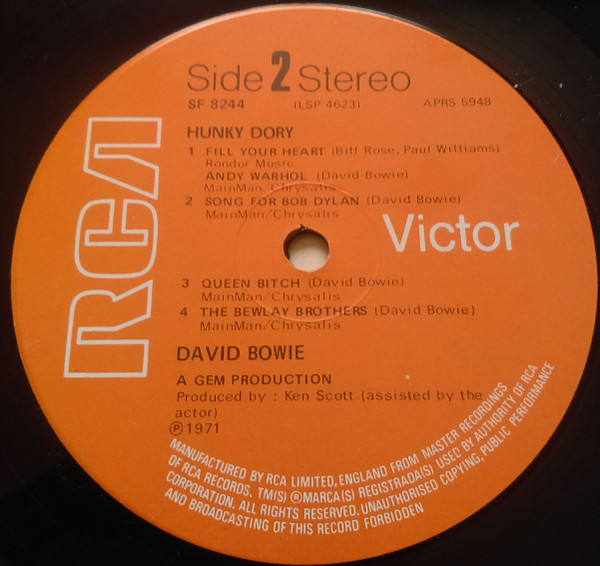 Side 2 Stereo
SF 8244 (LSP 4623) APRS 5948
HUNKY DORY
1 FILL YOUR HEART (Biff Rose, Paul Williams)
Rondor Music
ANDY WARHOL (David Bowie)
MainMan/Chrysalis
2 SONG FOR BOB DYLAN (David Bowie)
MainMan/Chrysalis
RCA
Victor
3 QUEEN BITCH (David Bowie)
MainMan/Chrysalis
4 THE BEWLAY BROTHERS (David Bowie)
MainMan/Chrysalis
DAVID BOWIE
A GEM PRODUCTION
Produced by : Ken Scott (assisted by the
actor)
℗1971
MANUFACTURED BY RCA LIMITED, ENGLAND FROM MASTER RECORDINGS
OF RCA RECORDS, TM(S) ® MARCA(S) REGISTRADA(S) USED BY AUTHORITY OF RCA
CORPORATION. ALL RIGHTS RESERVED. UNAUTHORISED COPYING, PUBLIC PERFORMANCE
AND BROADCASTING OF THIS RECORD FORBIDDEN